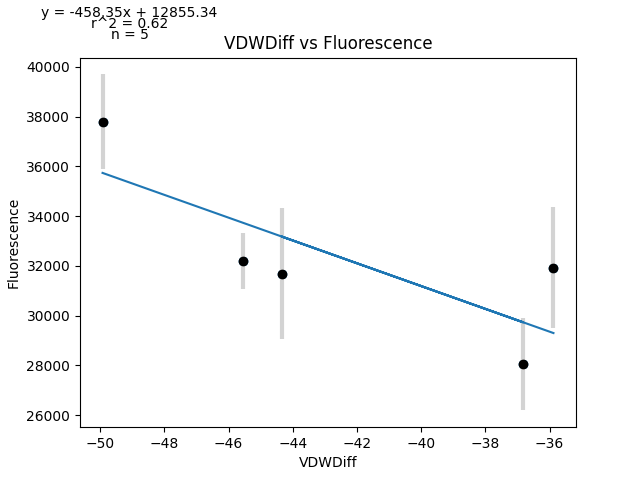 y = -458.35x + 12855.34
r^2 = 0.62
n = 5
VDWDiff vs Fluorescence
40000
38000
36000
34000
32000
30000
28000
26000
Fluorescence
−50 −48 −46 −44 −42 −40 −38 −36
VDWDiff